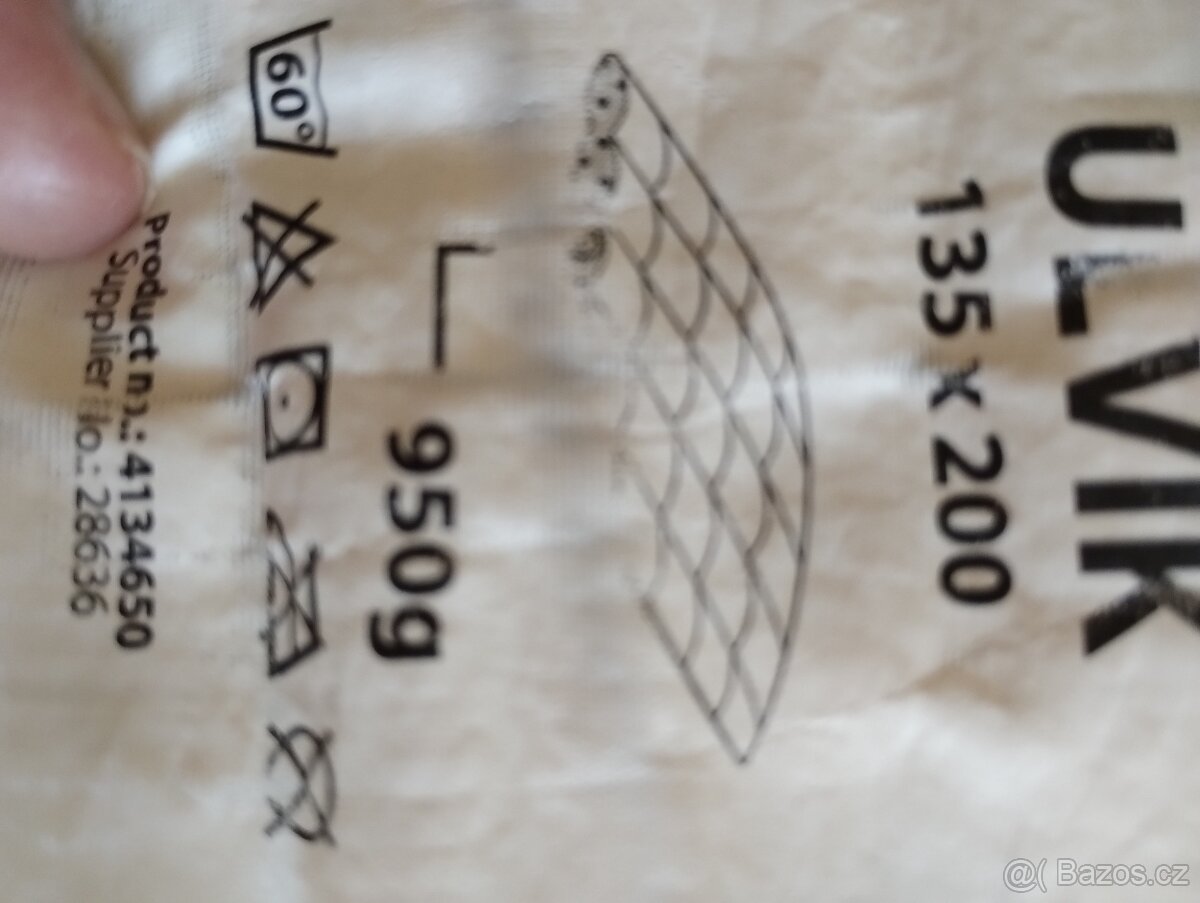 ULVIK
135 x 200
950g
60°
Product no.: 4134650
Supplier No.: 28636
@( Bazos.cz